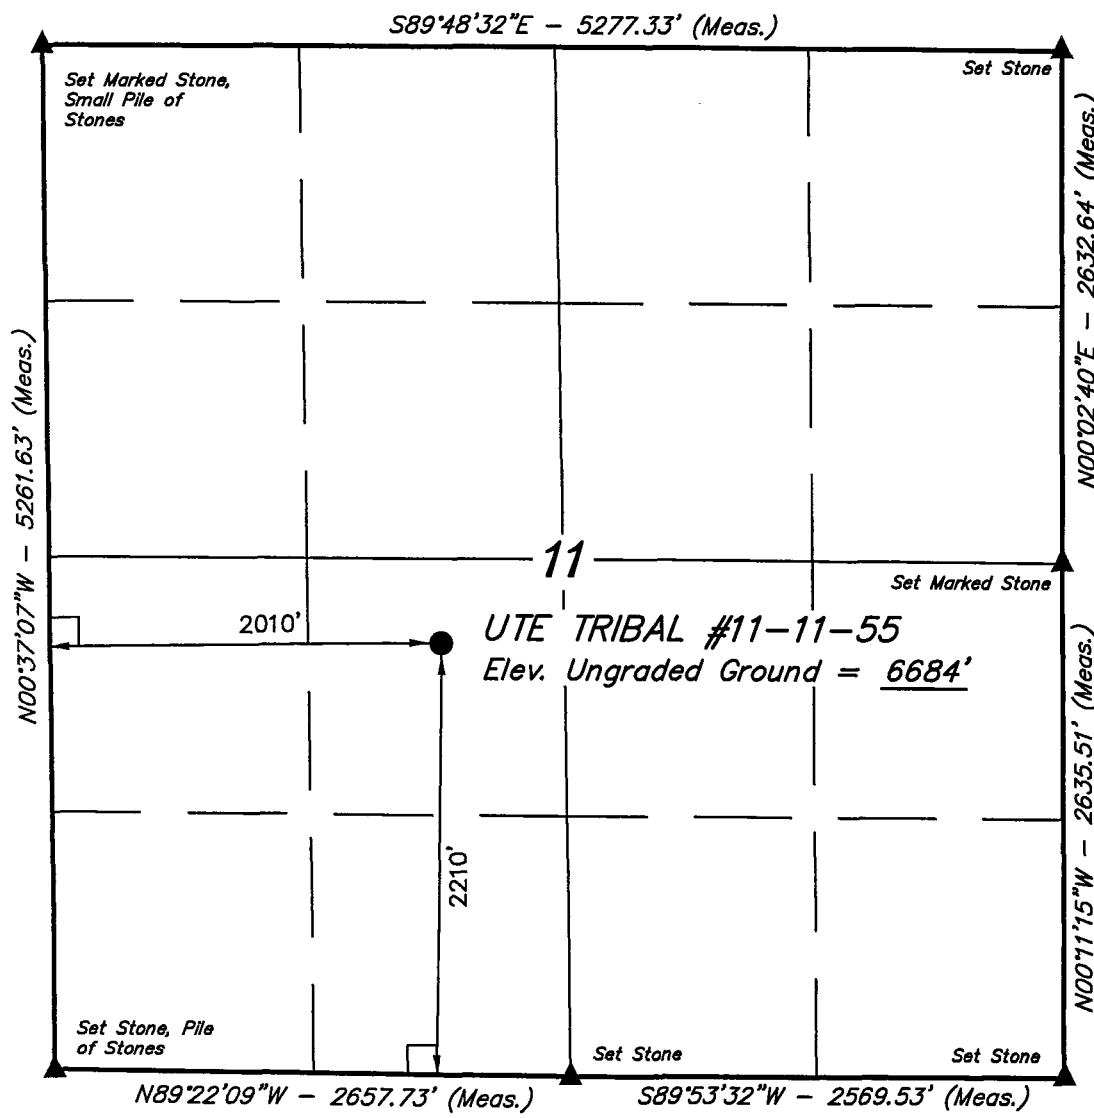 S89°48'32"E - 5277.33' (Meas.)
Set Marked Stone,
Small Pile of
Stones
Set Stone
N00°02'40"E - 2632.64' (Meas.)
N00°37'07"W - 5261.63' (Meas.)
11
Set Marked Stone
2010'
UTE TRIBAL #11-11-55
Elev. Ungraded Ground = 6684'
2210'
N00°11'15"W - 2635.51' (Meas.)
Set Stone, Pile
of Stones
Set Stone
Set Stone
N89°22'09"W - 2657.73' (Meas.)
S89°53'32"W - 2569.53' (Meas.)